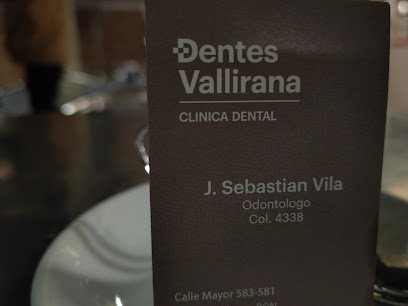 Dentes
Vallirana
CLINICA DENTAL
J. Sebastian Vila
Odontologo
Col. 4338
Calle Mayor 583-581